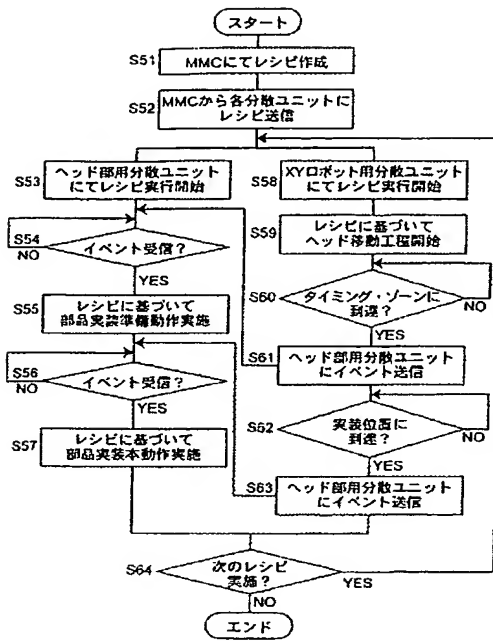 スタート
S51
MMCにてレシピ作成
S52
MMCから各分散ユニットに
レシピ送信
S53
ヘッド部用分散ユニット
にてレシピ実行開始
S54
イベント受信?
NO
YES
S55
レシピに基づいて
部品実装準備動作実施
S56
イベント受信?
NO
YES
S57
レシピに基づいて
部品実装本動作実施
S58
XYロボット用分散ユニット
にてレシピ実行開始
S59
レシピに基づいて
ヘッド移動工程開始
S60
タイミング・ゾーンに
到達?
NO
YES
S61
ヘッド部用分散ユニット
にイベント送信
S62
実装位置に
到達?
NO
YES
S63
ヘッド部用分散ユニット
にイベント送信
S64
次のレシピ
実施?
YES
NO
エンド